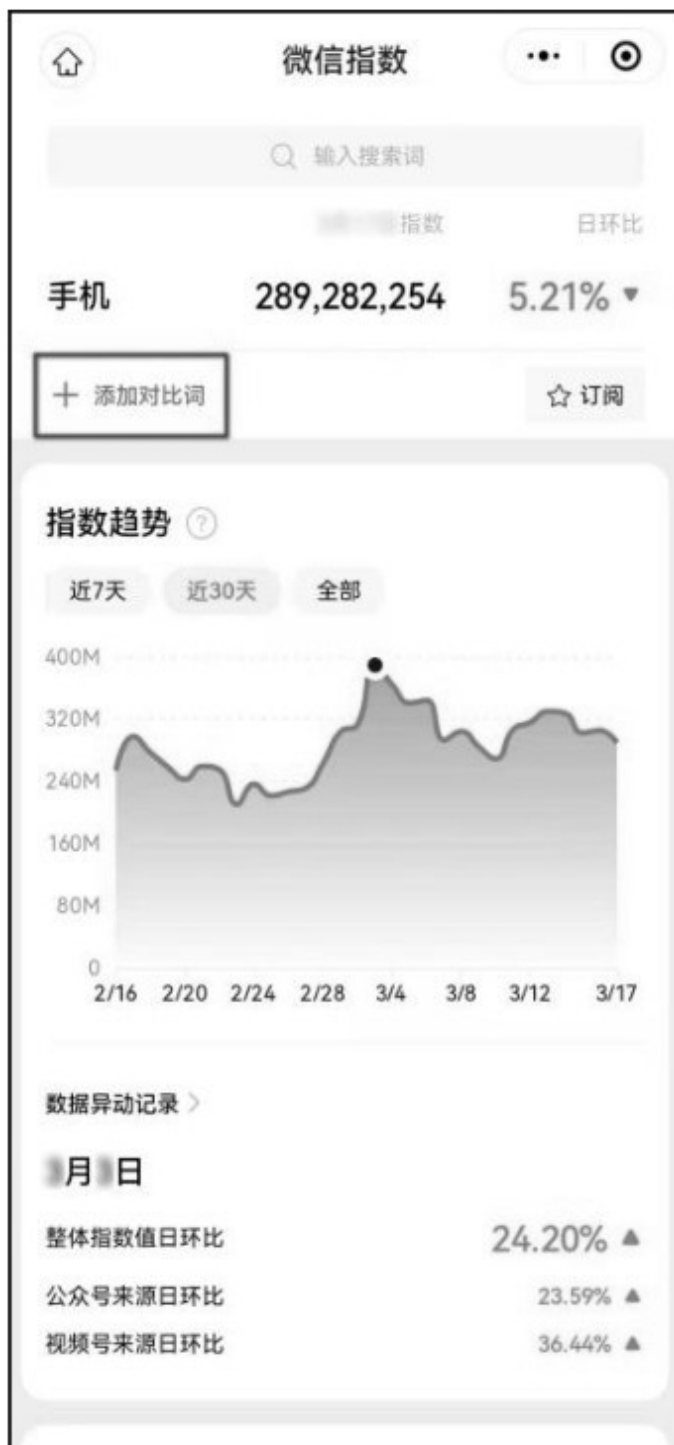 微信指数
输入搜索词
指数 日环比
手机 289,282,254 5.21% ▼
+ 添加对比词 ☆ 订阅
指数趋势 ?
近7天 近30天 全部
400M
320M
240M
160M
80M
0
2/16 2/20 2/24 2/28 3/4 3/8 3/12 3/17
数据异动记录 >
月 日
整体指数值日环比 24.20% ▲
公众号来源日环比 23.59% ▲
视频号来源日环比 36.44% ▲